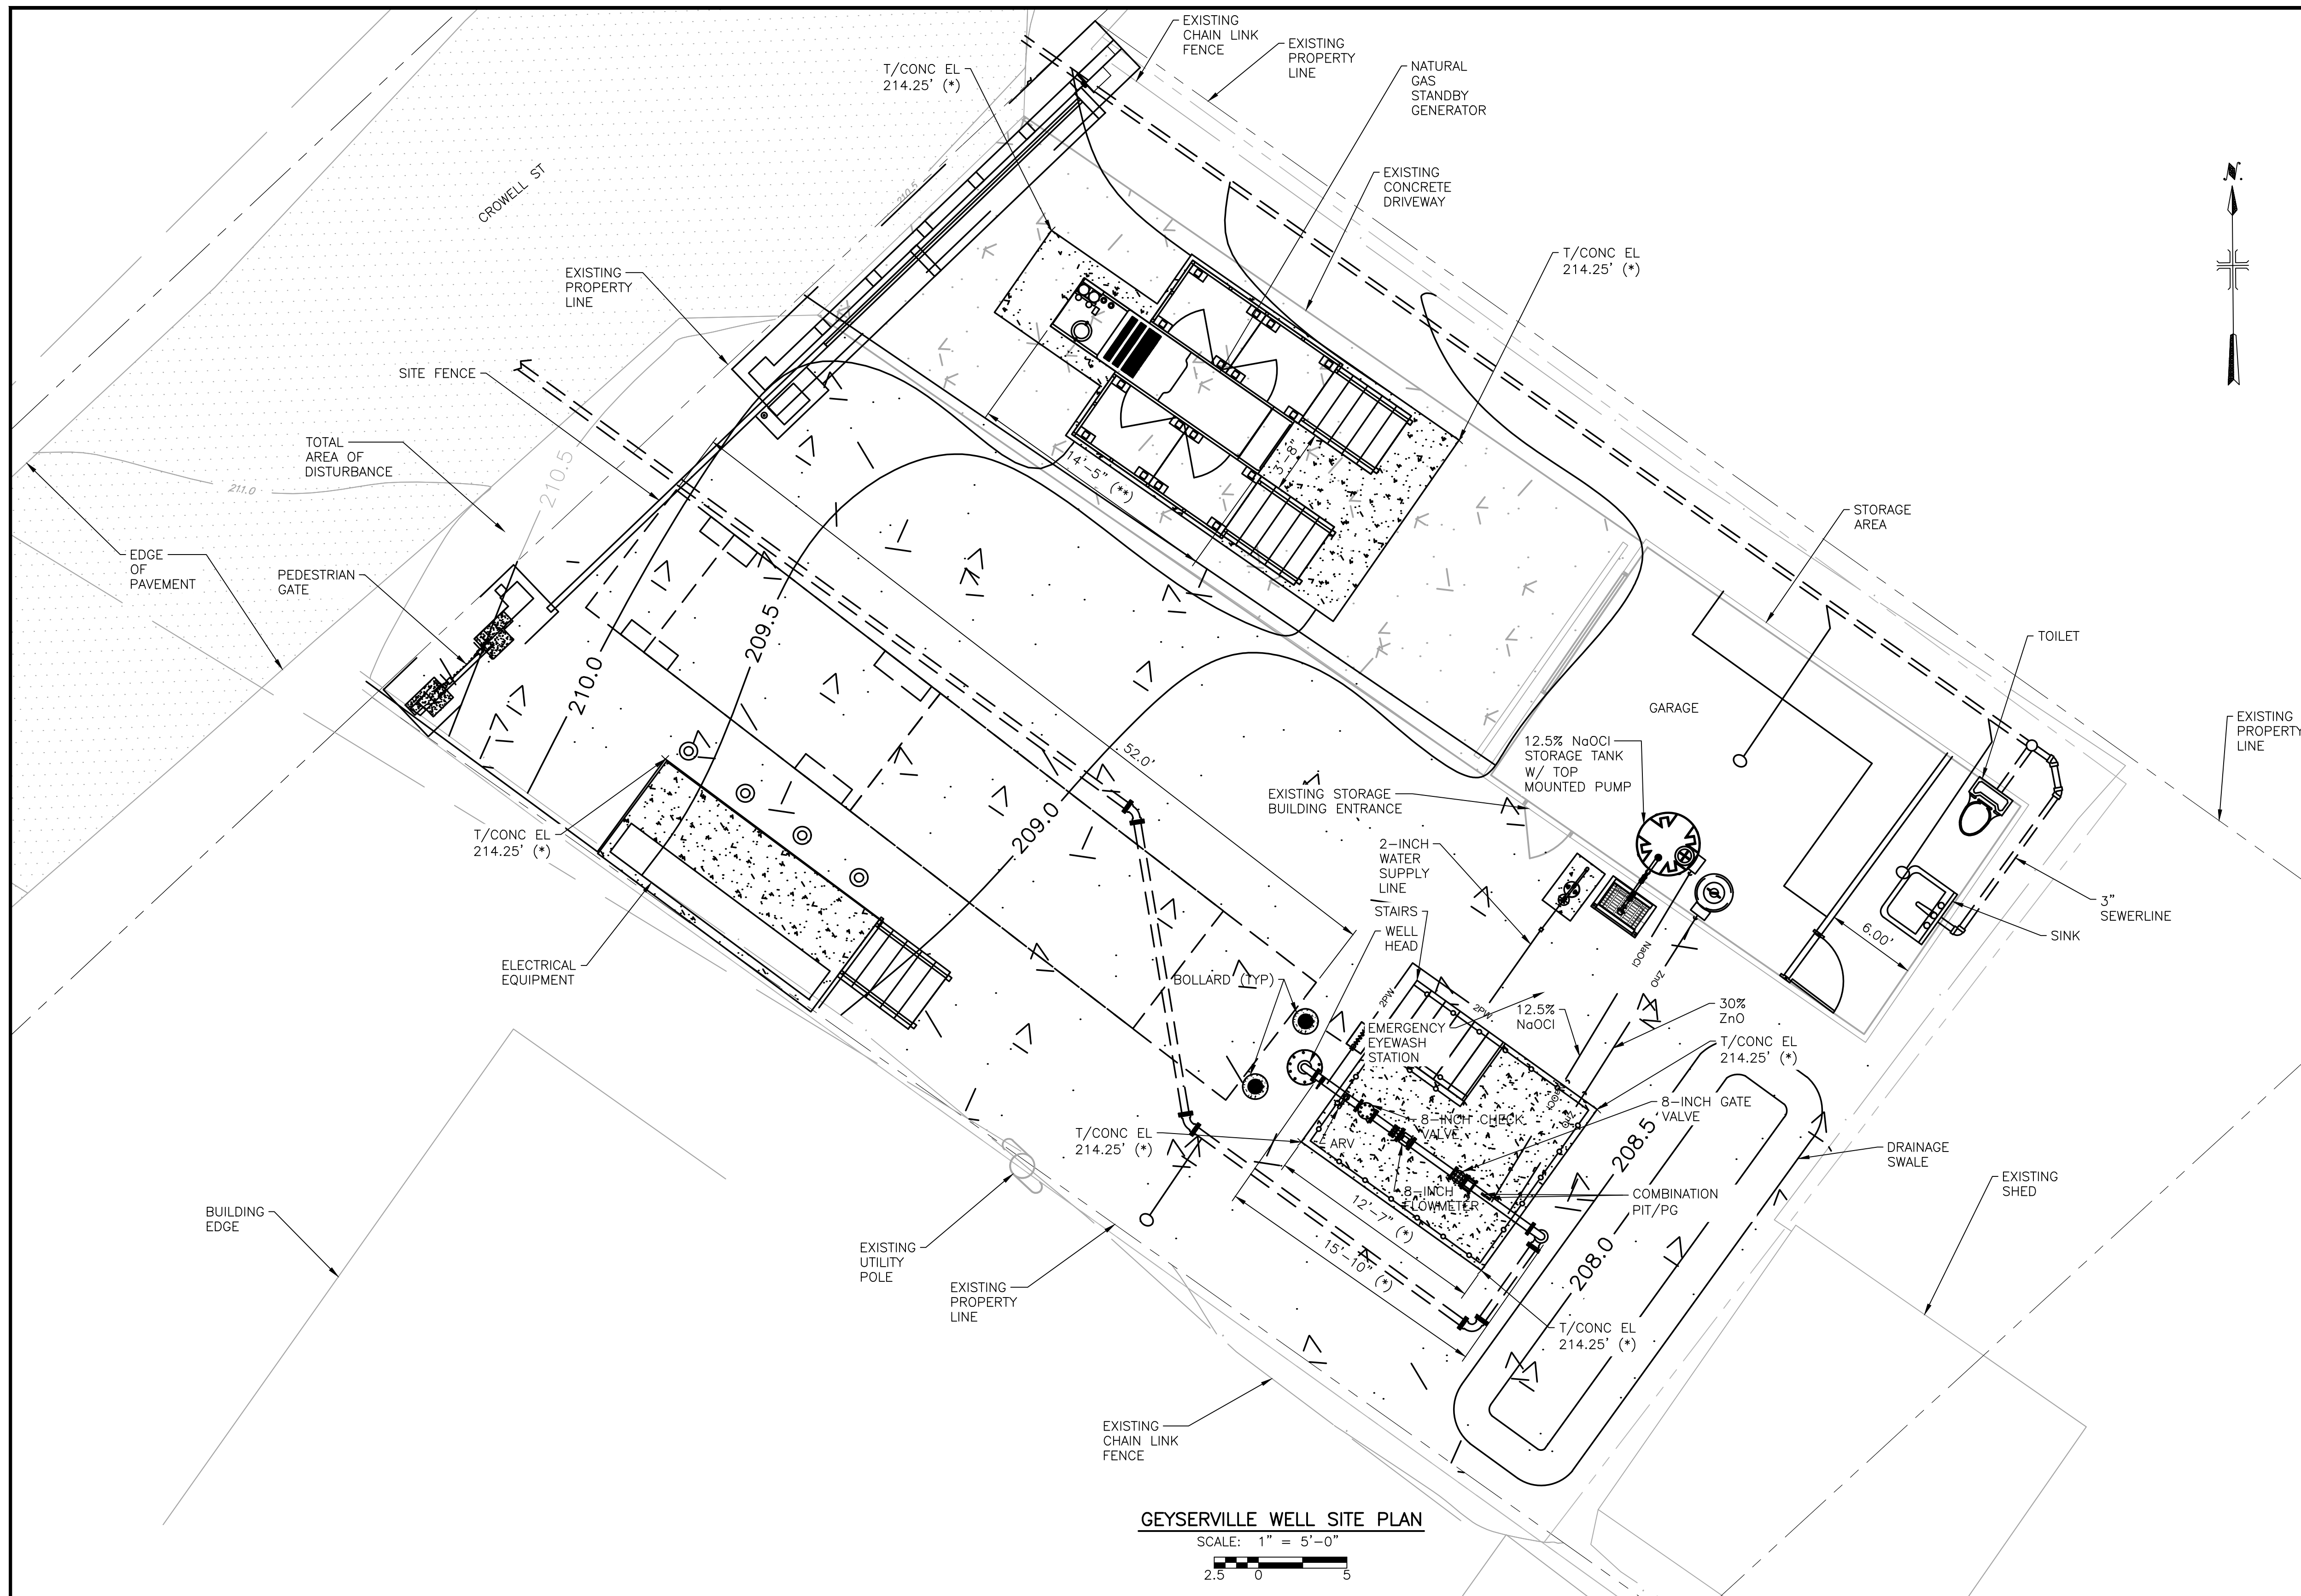 EXISTING
CHAIN LINK
FENCE
EXISTING
PROPERTY
LINE
T/CONC EL
214.25' (*)
NATURAL
GAS
STANDBY
GENERATOR
N.
CROWELL ST
210.5
EXISTING
CONCRETE
DRIVEWAY
T/CONC EL
214.25' (*)
EXISTING
PROPERTY
LINE
SITE FENCE
TOTAL
AREA OF
DISTURBANCE
210.5
211.0
14'-5" (**)
3'-8"
STORAGE
AREA
EDGE
OF
PAVEMENT
PEDESTRIAN
GATE
209.5
210.0
TOILET
GARAGE
EXISTING
PROPERTY
LINE
52.0'
12.5% NaOCl
STORAGE TANK
W/ TOP
MOUNTED PUMP
EXISTING STORAGE
BUILDING ENTRANCE
209.0
T/CONC EL
214.25' (*)
2-INCH
WATER
SUPPLY
LINE
3"
SEWERLINE
SINK
6.00'
STAIRS
WELL
HEAD
NaOCl
ZnO
ELECTRICAL
EQUIPMENT
BOLLARD (TYP)
2PW
2PW
12.5%
NaOCl
30%
ZnO
EMERGENCY
EYEWASH
STATION
T/CONC EL
214.25' (*)
NaOCl
ZnO
8-INCH GATE
VALVE
8-INCH CHECK
VALVE
208.5
T/CONC EL
214.25' (*)
ARV
DRAINAGE
SWALE
EXISTING
SHED
8-INCH
FLOWMETER
COMBINATION
PIT/PG
BUILDING
EDGE
12'-7" (*)
15'-10" (*)
208.0
EXISTING
UTILITY
POLE
EXISTING
PROPERTY
LINE
T/CONC EL
214.25' (*)
EXISTING
CHAIN LINK
FENCE
GEYSERVILLE WELL SITE PLAN
SCALE: 1" = 5'-0"
2.5 0 5